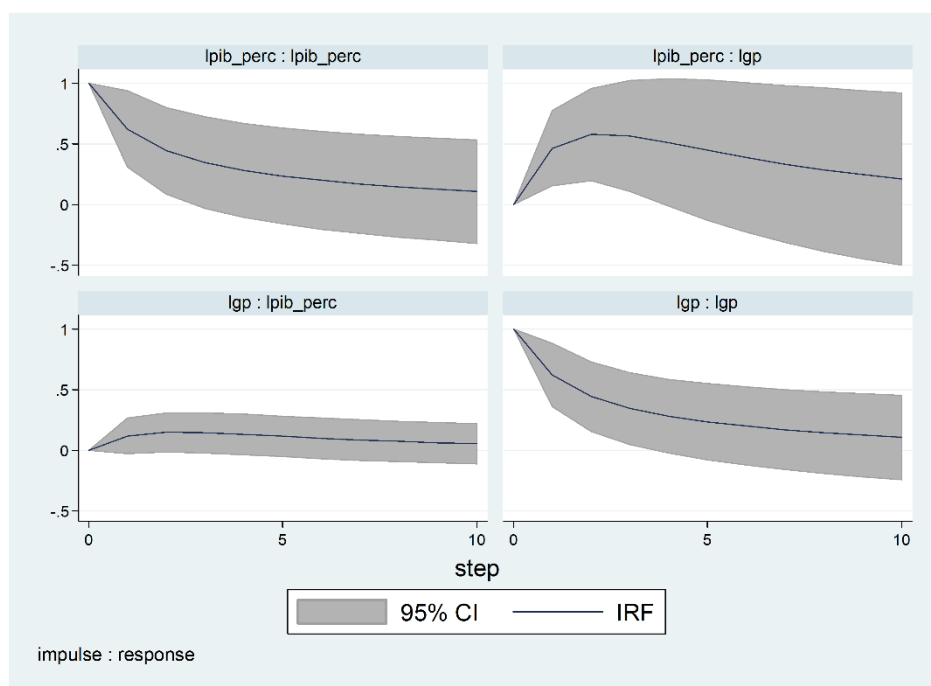 lpib_perc : lpib_perc
lpib_perc : lgp
1
.5
0
-.5
lgp : lpib_perc
lgp : lgp
1
.5
0
-.5
0
5
10
0
5
10
step
95% CI
IRF
impulse : response